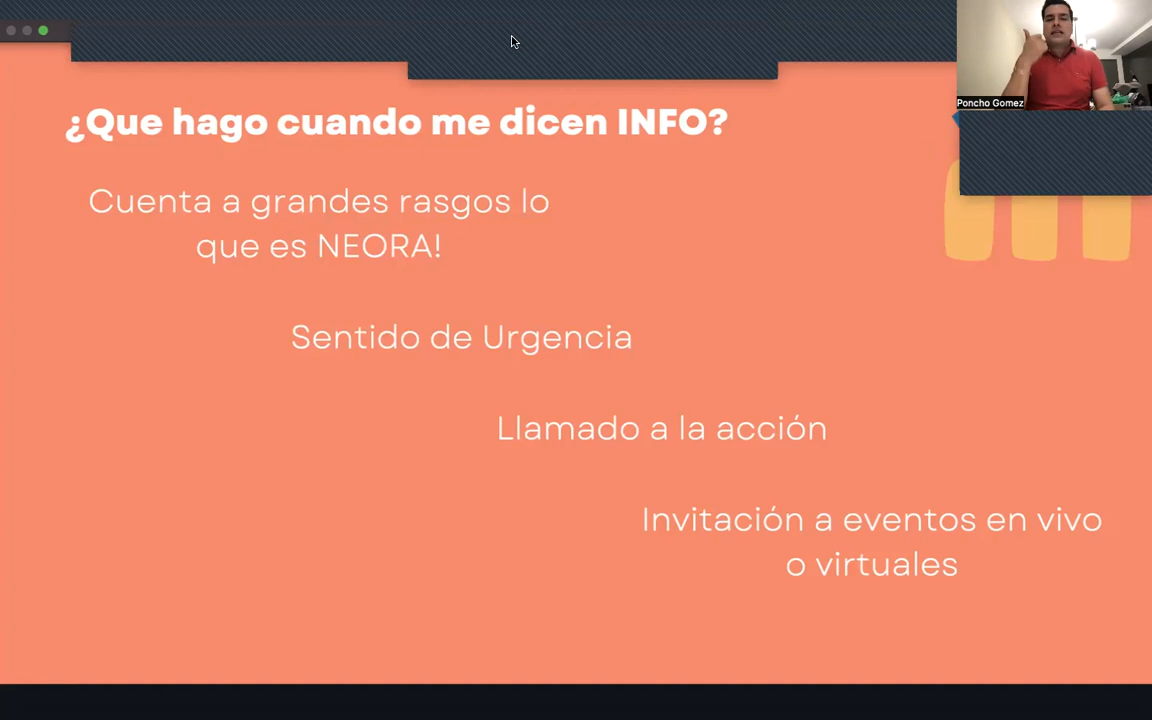 Poncho Gomez
¿Que hago cuando me dicen INFO?
Cuenta a grandes rasgos lo
que es NEORA!
Sentido de Urgencia
Llamado a la acción
Invitación a eventos en vivo
o virtuales